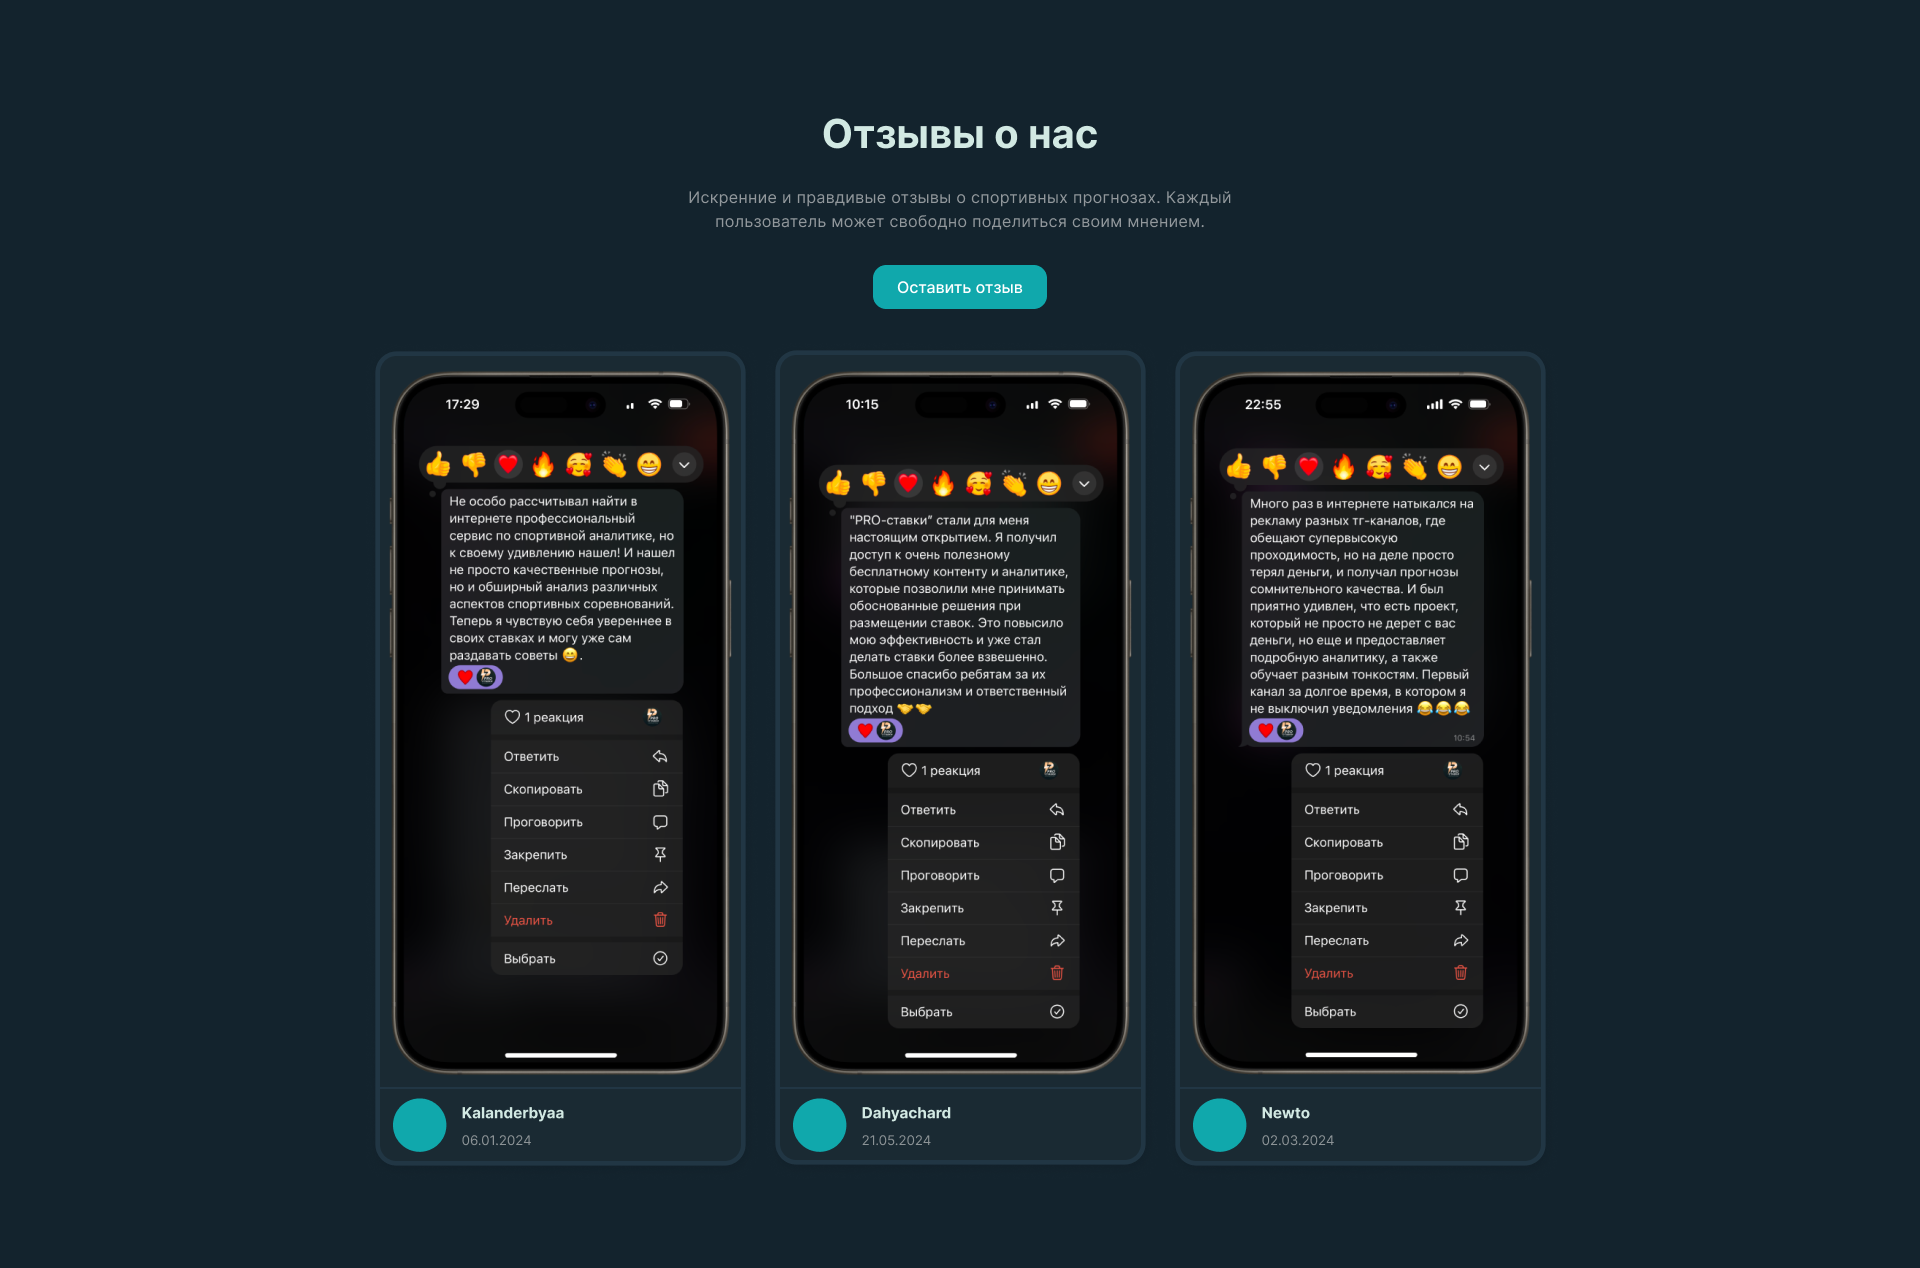 Отзывы о нас
Искренние и правдивые отзывы о спортивных прогнозах. Каждый
пользователь может свободно поделиться своим мнением.
Оставить отзыв
17:29
Не особо рассчитывал найти в
интернете профессиональный
сервис по спортивной аналитике, но
к своему удивлению нашел! И нашел
не просто качественные прогнозы,
но и обширный анализ различных
аспектов спортивных соревнований.
Теперь я чувствую себя увереннее в
своих ставках и могу уже сам
раздавать советы 😄.
1 реакция
Ответить
Скопировать
Проговорить
Закрепить
Переслать
Удалить
Выбрать
Kalanderbyaa
06.01.2024
10:15
"PRO-ставки" стали для меня
настоящим открытием. Я получил
доступ к очень полезному
бесплатному контенту и аналитике,
которые позволили мне принимать
обоснованные решения при
размещении ставок. Это повысило
мою эффективность и уже стал
делать ставки более взвешенно.
Большое спасибо ребятам за их
профессионализм и ответственный
подход 🤝🤝
1 реакция
Ответить
Скопировать
Проговорить
Закрепить
Переслать
Удалить
Выбрать
Dahyachard
21.05.2024
22:55
Много раз в интернете натыкался на
рекламу разных тг-каналов, где
обещают супервысокую
проходимость, но на деле просто
терял деньги, и получал прогнозы
сомнительного качества. И был
приятно удивлен, что есть проект,
который не просто не дерет с вас
деньги, но еще и предоставляет
подробную аналитику, а также
обучает разным тонкостям. Первый
канал за долгое время, в котором я
не выключил уведомления 😂😂😂
10:54
1 реакция
Ответить
Скопировать
Проговорить
Закрепить
Переслать
Удалить
Выбрать
Newto
02.03.2024